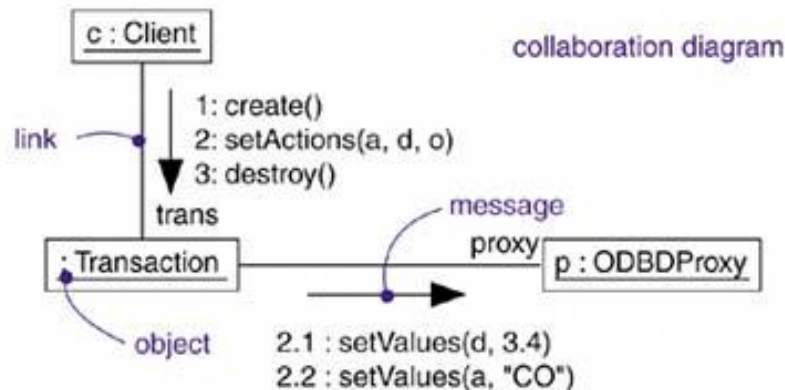 c : Client
collaboration diagram
1: create()
link
2: setActions(a, d, o)
3: destroy()
trans
message
: Transaction
proxy
p : ODBDProxy
object
2.1 : setValues(d, 3.4)
2.2 : setValues(a, "CO")